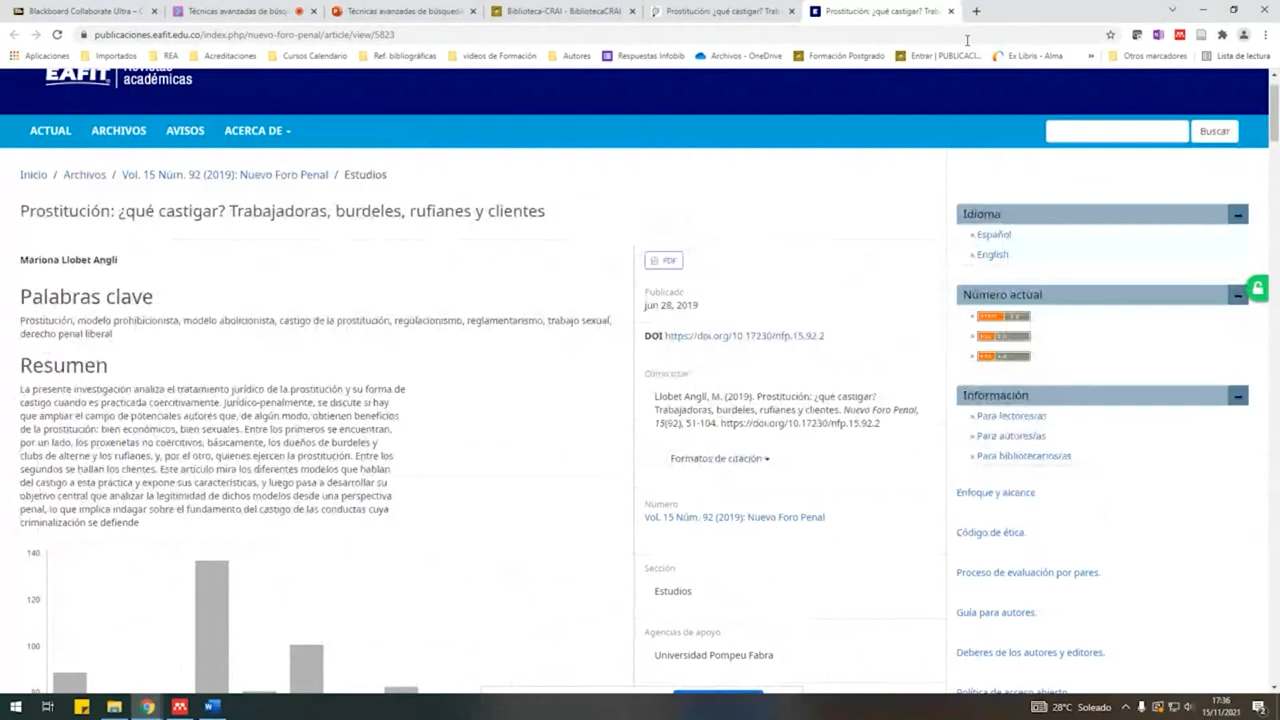 Blackboard Collaborate Ultra – C
Técnicas avanzadas de búsq
Técnicas avanzadas de búsqued
Biblioteca-CRAI - BibliotecaCRAI
Prostitución: ¿qué castigar? Trab
Prostitución: ¿qué castigar? Trab
publicaciones.eafit.edu.co/index.php/nuevo-foro-penal/article/view/5823
Aplicaciones
Importados
REA
Acreditaciones
Cursos Calendario
Ref. bibliográficas
videos de Formación
Autores
Respuestas Infobib
Archivos - OneDrive
Formación Postgrado
Entrar | PUBLICACI...
Ex Libris - Alma
»
Otros marcadores
Lista de lectura
EAFIT
Revistas
académicas
ACTUAL
ARCHIVOS
AVISOS
ACERCA DE
Buscar
Inicio / Archivos / Vol. 15 Núm. 92 (2019): Nuevo Foro Penal / Estudios
Prostitución: ¿qué castigar? Trabajadoras, burdeles, rufianes y clientes
Mariona Llobet Anglí
Palabras clave
Prostitución, modelo prohibicionista, modelo abolicionista, castigo de la prostitución, regulacionismo, reglamentarismo, trabajo sexual,
derecho penal liberal
Resumen
La presente investigación analiza el tratamiento jurídico de la prostitución y su forma de
castigo cuando es practicada coercitivamente. Jurídico-penalmente, se discute si hay
que ampliar el campo de potenciales autores que, de algún modo, obtienen beneficios
de la prostitución: bien económicos, bien sexuales. Entre los primeros se encuentran,
por un lado, los proxenetas no coercitivos, básicamente, los dueños de burdeles y
clubs de alterne y los rufianes, y, por el otro, quienes ejercen la prostitución. Entre los
segundos se hallan los clientes. Este artículo mira los diferentes modelos que hablan
del castigo a esta práctica y expone sus características, y luego pasa a desarrollar su
objetivo central que analizar la legitimidad de dichos modelos desde una perspectiva
penal, lo que implica indagar sobre el fundamento del castigo de las conductas cuya
criminalización se defiende
140
120
100
80
PDF
Publicado
jun 28, 2019
DOI https://doi.org/10.17230/nfp.15.92.2
Cómo citar
Llobet Anglí, M. (2019). Prostitución: ¿qué castigar?
Trabajadoras, burdeles, rufianes y clientes. Nuevo Foro Penal,
15(92), 51-104. https://doi.org/10.17230/nfp.15.92.2
Formatos de citación
Número
Vol. 15 Núm. 92 (2019): Nuevo Foro Penal
Sección
Estudios
Agencias de apoyo
Universidad Pompeu Fabra
Idioma
» Español
» English
Número actual
Información
» Para lectores/as
» Para autores/as
» Para bibliotecarios/as
Enfoque y alcance
Código de ética.
Proceso de evaluación por pares.
Guía para autores.
Deberes de los autores y editores.
Política de acceso abierto
28°C Soleado
17:36
15/11/2021
2